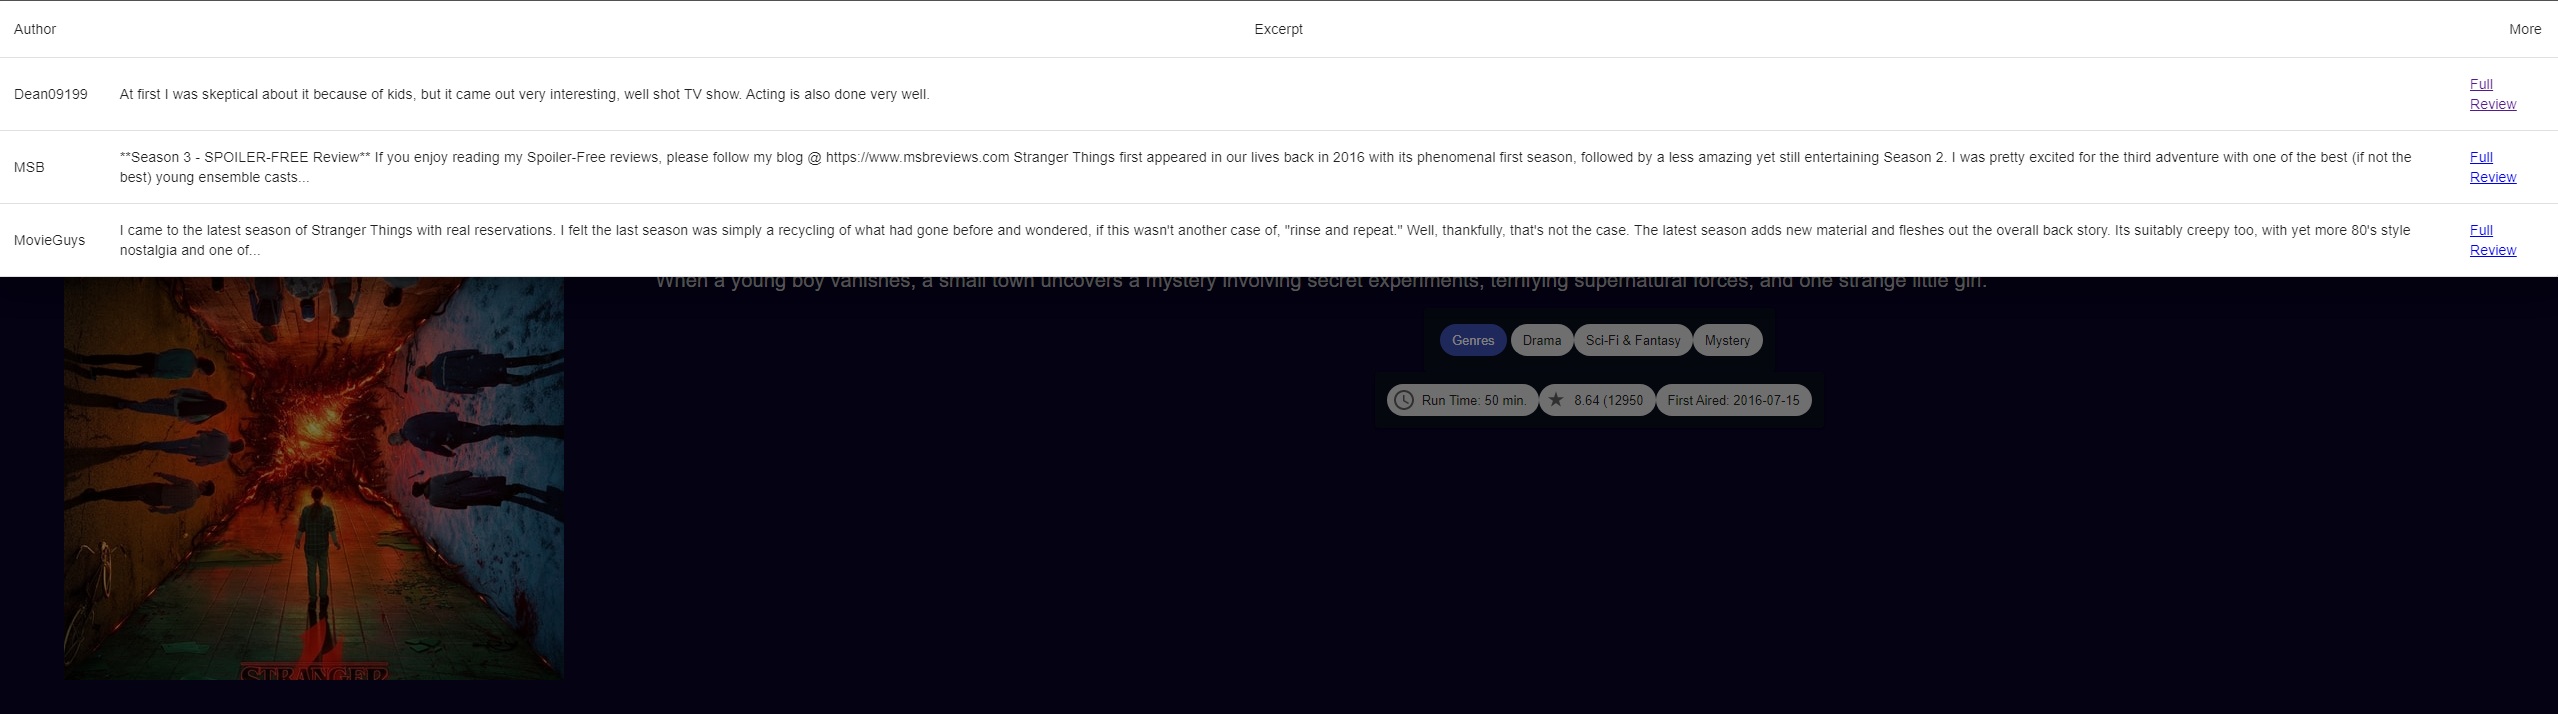 Author Excerpt More
Dean09199 At first I was skeptical about it because of kids, but it came out very interesting, well shot TV show. Acting is also done very well. Full
Review
MSB **Season 3 - SPOILER-FREE Review** If you enjoy reading my Spoiler-Free reviews, please follow my blog @ https://www.msbreviews.com Stranger Things first appeared in our lives back in 2016 with its phenomenal first season, followed by a less amazing yet still entertaining Season 2. I was pretty excited for the third adventure with one of the best (if not the Full
best) young ensemble casts... Review
MovieGuys I came to the latest season of Stranger Things with real reservations. I felt the last season was simply a recycling of what had gone before and wondered, if this wasn't another case of, "rinse and repeat." Well, thankfully, that's not the case. The latest season adds new material and fleshes out the overall back story. Its suitably creepy too, with yet more 80's style Full
nostalgia and one of... Review
When a young boy vanishes, a small town uncovers a mystery involving secret experiments, terrifying supernatural forces, and one strange little girl.
Genres Drama Sci-Fi & Fantasy Mystery
Run Time: 50 min. 8.64 (12950 First Aired: 2016-07-15
STRANGER